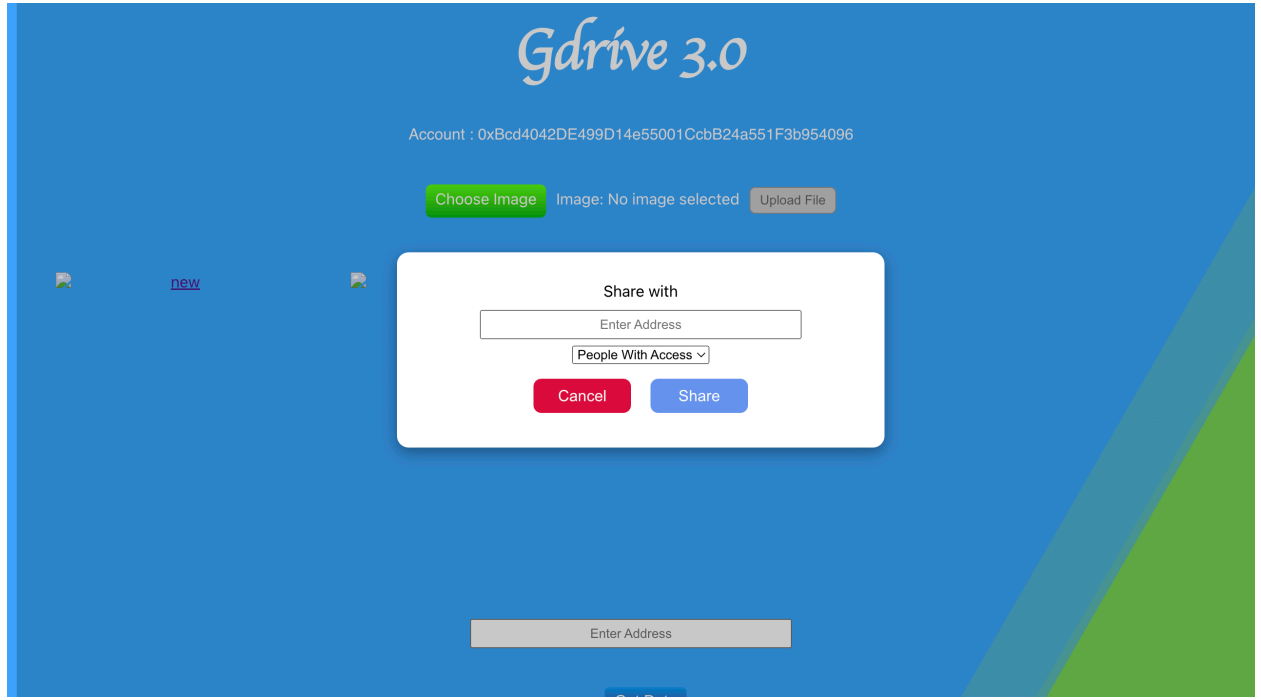 Gdrive 3.0
Account : 0xBcd4042DE499D14e55001CcbB24a551F3b954096
Choose Image Image: No image selected Upload File
new
Share with
Enter Address
People With Access
Cancel Share
Enter Address